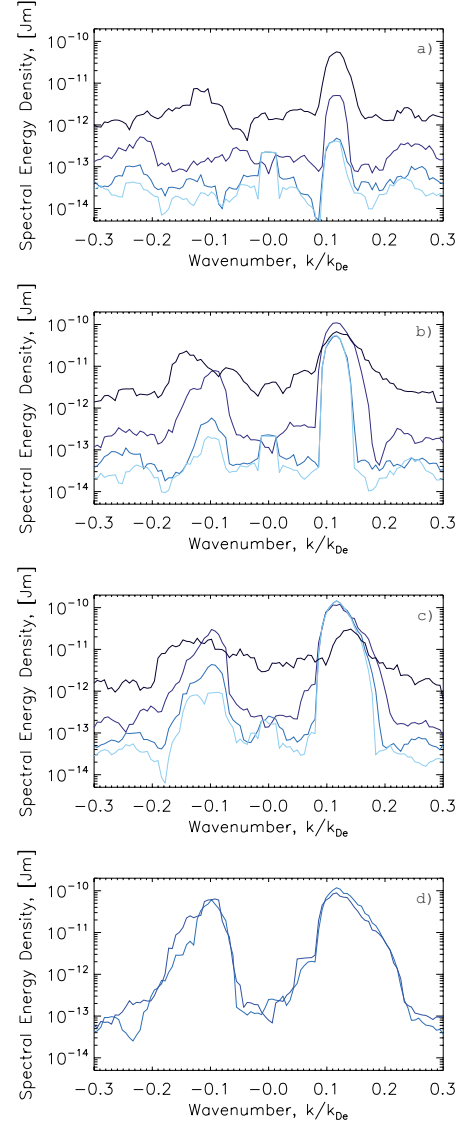 a)
Spectral Energy Density, [Jm]
10⁻¹⁰
10⁻¹¹
10⁻¹²
10⁻¹³
10⁻¹⁴
−0.3 −0.2 −0.1 −0.0 0.1 0.2 0.3
Wavenumber, k/k_De
b)
Spectral Energy Density, [Jm]
10⁻¹⁰
10⁻¹¹
10⁻¹²
10⁻¹³
10⁻¹⁴
−0.3 −0.2 −0.1 −0.0 0.1 0.2 0.3
Wavenumber, k/k_De
c)
Spectral Energy Density, [Jm]
10⁻¹⁰
10⁻¹¹
10⁻¹²
10⁻¹³
10⁻¹⁴
−0.3 −0.2 −0.1 −0.0 0.1 0.2 0.3
Wavenumber, k/k_De
d)
Spectral Energy Density, [Jm]
10⁻¹⁰
10⁻¹¹
10⁻¹²
10⁻¹³
10⁻¹⁴
−0.3 −0.2 −0.1 −0.0 0.1 0.2 0.3
Wavenumber, k/k_De